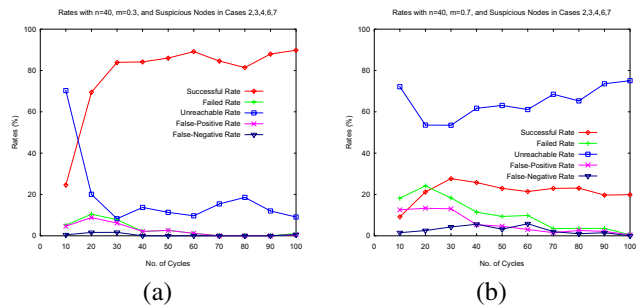 Rates with n=40, m=0.3, and Suspicious Nodes in Cases 2,3,4,6,7
100
80
60
40
20
0
Rates (%)
Successful Rate
Failed Rate
Unreachable Rate
False-Positive Rate
False-Negative Rate
0 10 20 30 40 50 60 70 80 90 100
No. of Cycles
(a)
Rates with n=40, m=0.7, and Suspicious Nodes in Cases 2,3,4,6,7
100
80
60
40
20
0
Rates (%)
Successful Rate
Failed Rate
Unreachable Rate
False-Positive Rate
False-Negative Rate
0 10 20 30 40 50 60 70 80 90 100
No. of Cycles
(b)